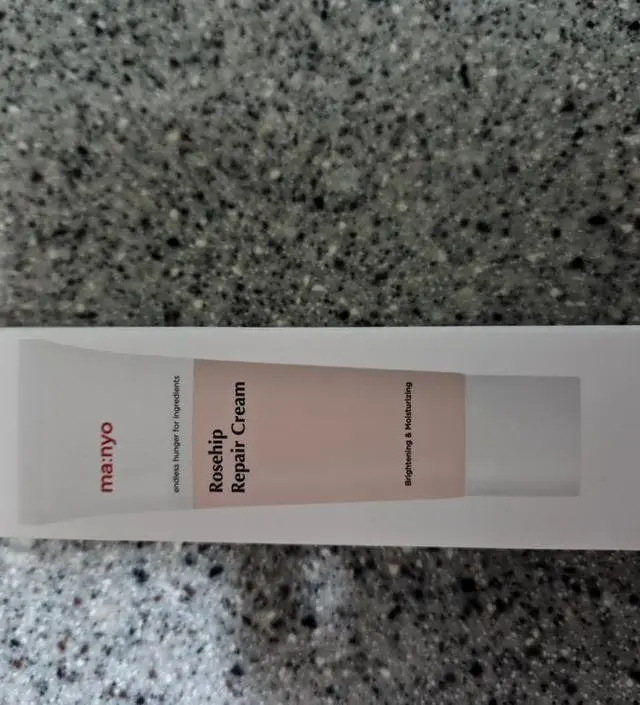 ma:nyo
endless hunger for ingredients
Rosehip
Repair Cream
Brightening & Moisturizing